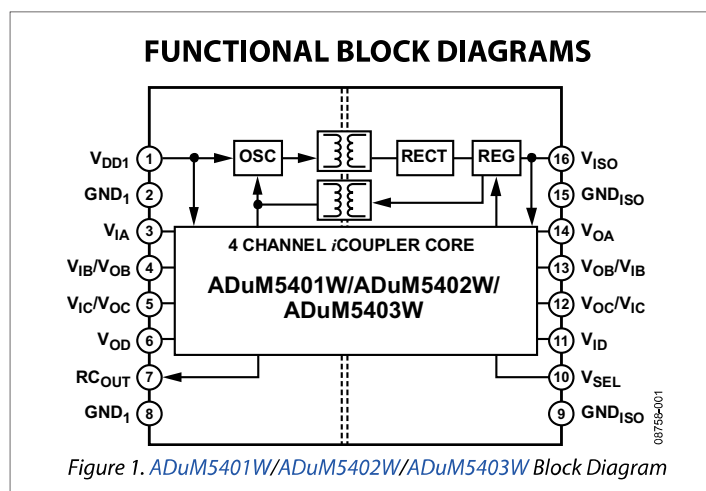 FUNCTIONAL BLOCK DIAGRAMS
VDD1 1
OSC
RECT
REG
16 VISO
GND1 2
15 GNDISO
VIA 3
14 VOA
4 CHANNEL iCOUPLER CORE
VIB/VOB 4
ADuM5401W/ADuM5402W/
13 VOB/VIB
ADuM5403W
VIC/VOC 5
12 VOC/VIC
VOD 6
11 VID
RCOUT 7
10 VSEL
GND1 8
9 GNDISO
08758-001
Figure 1. ADuM5401W/ADuM5402W/ADuM5403W Block Diagram